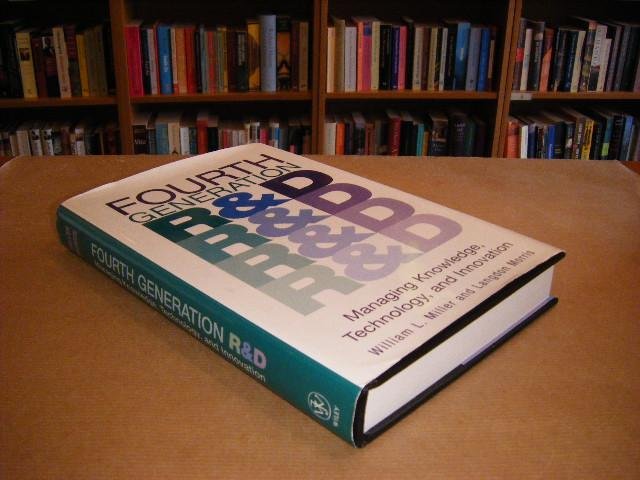 FOURTH
GENERATION
R&D
R&D
R&D
R&D
Managing Knowledge,
Technology, and Innovation
William L. Miller and Langdon Morris
FOURTH GENERATION R&D
Managing Knowledge, Technology, and Innovation
WILEY